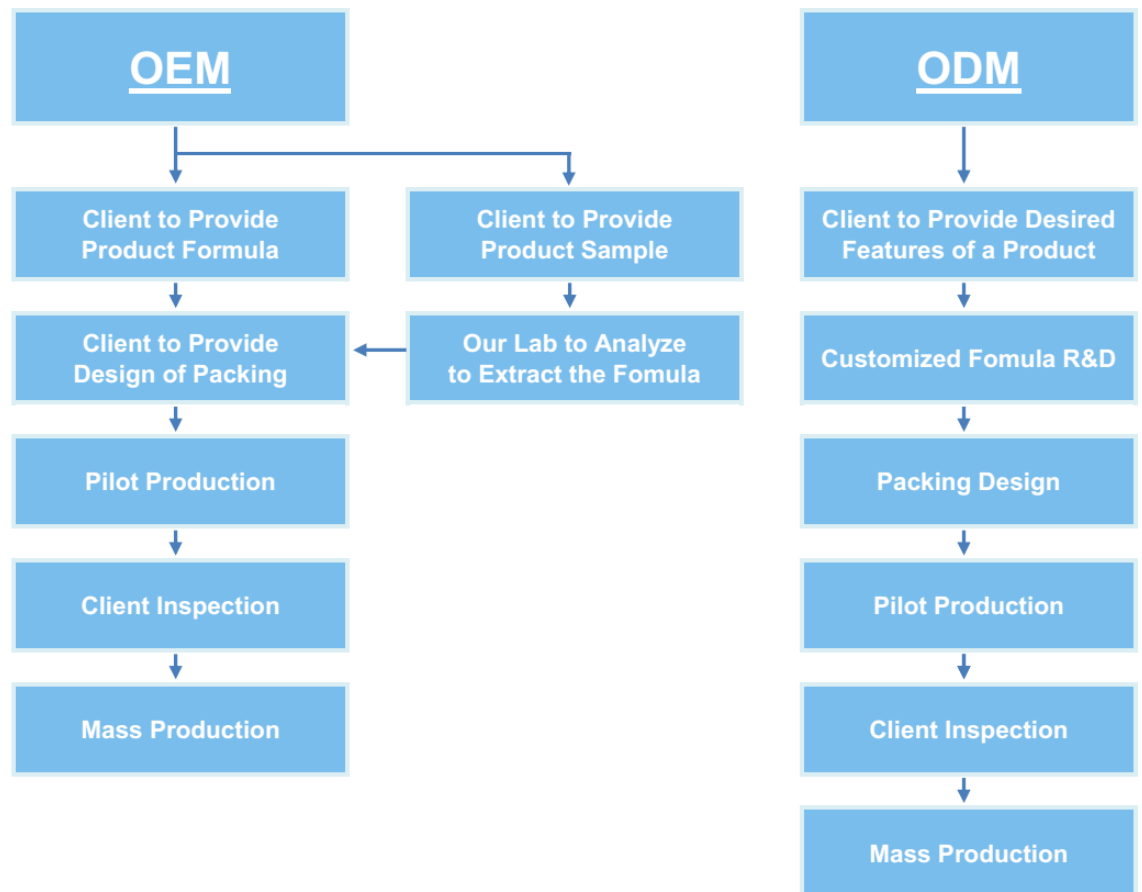 OEM
Client to Provide
Product Formula
Client to Provide
Product Sample
Client to Provide
Design of Packing
Our Lab to Analyze
to Extract the Fomula
Pilot Production
Client Inspection
Mass Production
ODM
Client to Provide Desired
Features of a Product
Customized Fomula R&D
Packing Design
Pilot Production
Client Inspection
Mass Production